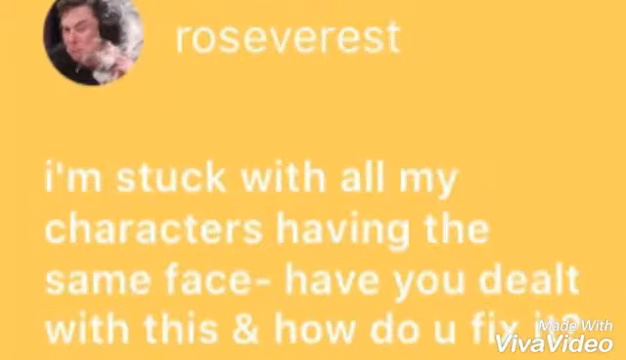 roseverest
i'm stuck with all my
characters having the
same face- have you dealt
with this & how do u fix it?
Made With
VivaVideo